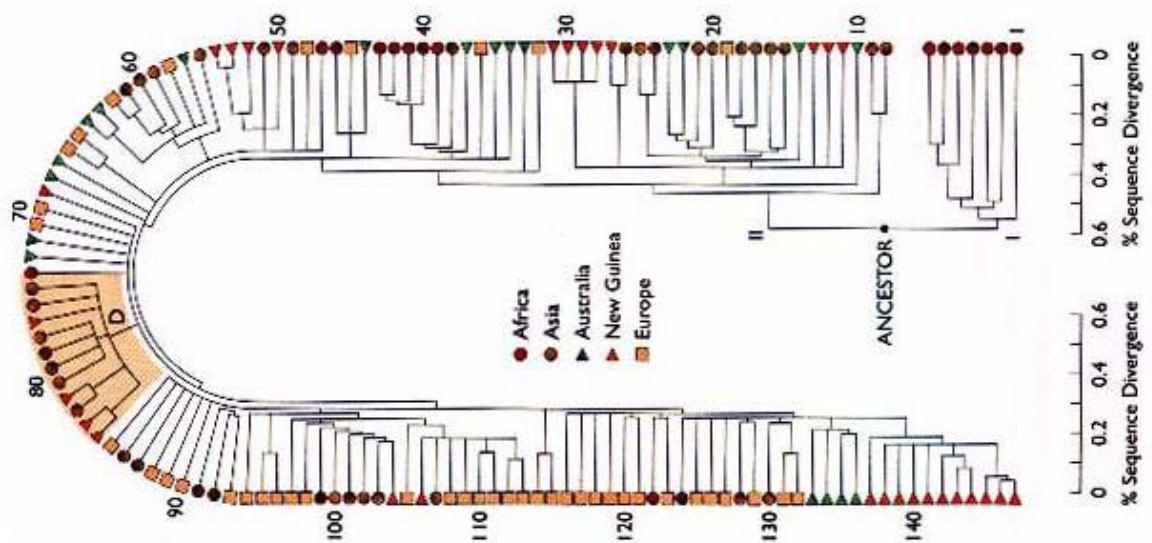 60
50
40
30
20
10
1
70
80
90
100
110
120
130
140
D
II
I
ANCESTOR
Africa
Asia
Australia
New Guinea
Europe
0 0.2 0.4 0.6
% Sequence Divergence
0 0.2 0.4 0.6
% Sequence Divergence